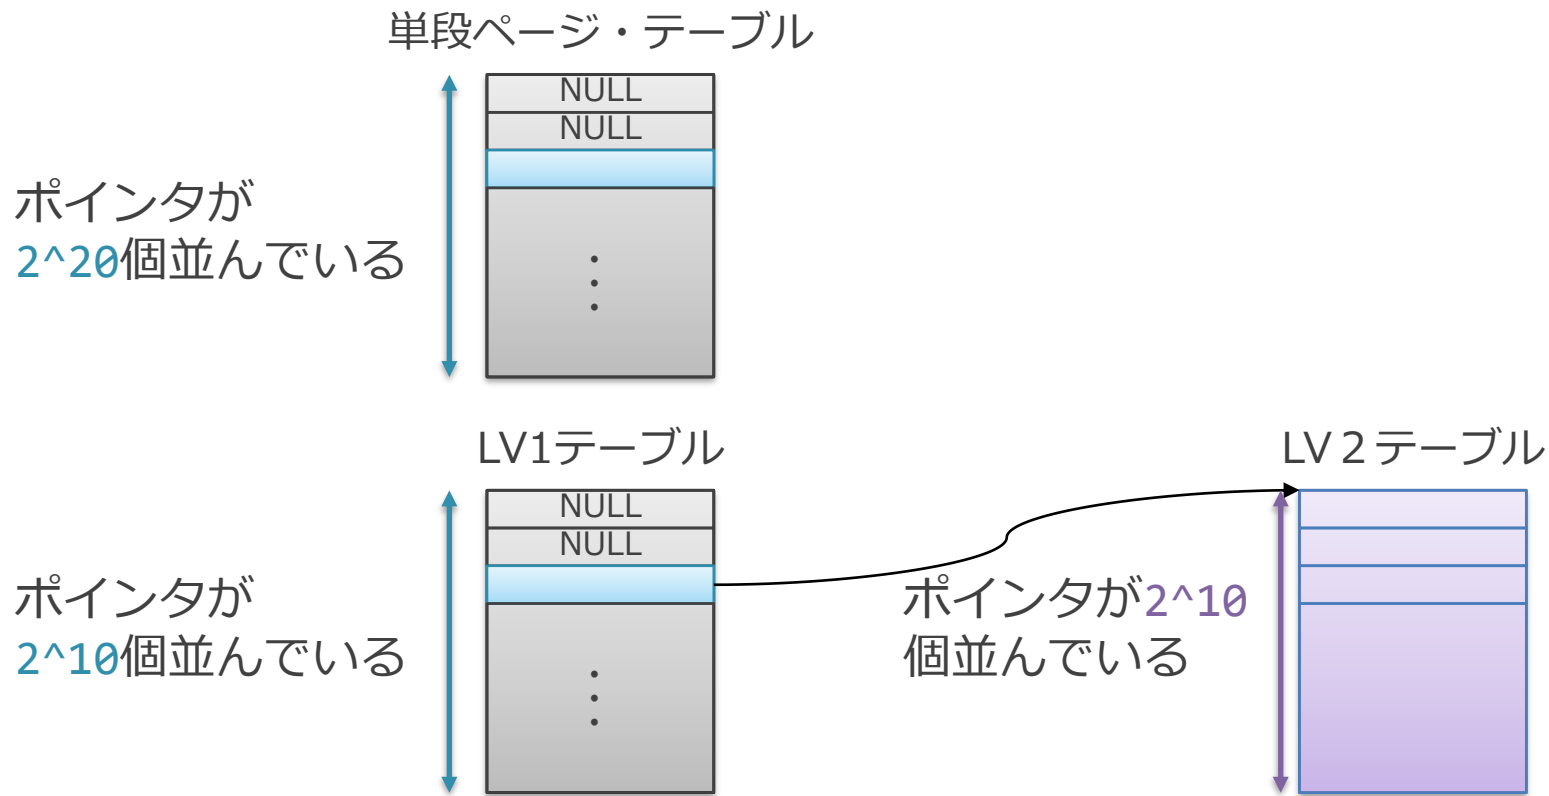 単段ページ・テーブル
NULL
NULL
ポインタが
2^20個並んでいる
LV1テーブル
LV２テーブル
NULL
NULL
ポインタが
2^10個並んでいる
ポインタが2^10
個並んでいる